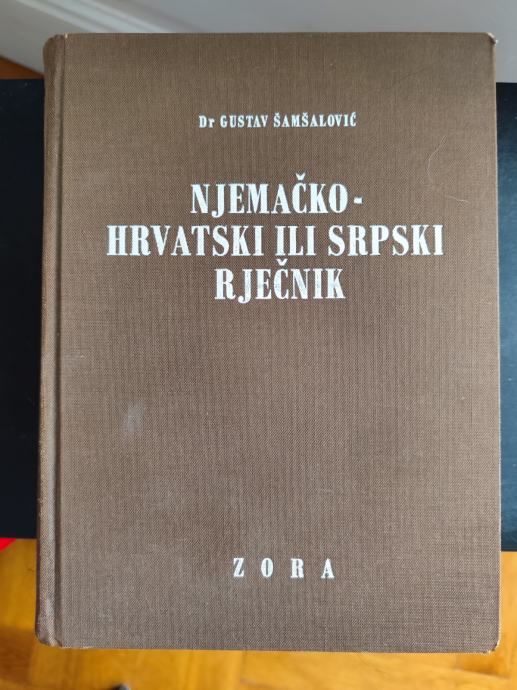 Dr GUSTAV ŠAMŠALOVIĆ
NJEMAČKO-
HRVATSKI ILI SRPSKI
RJEČNIK
ZORA